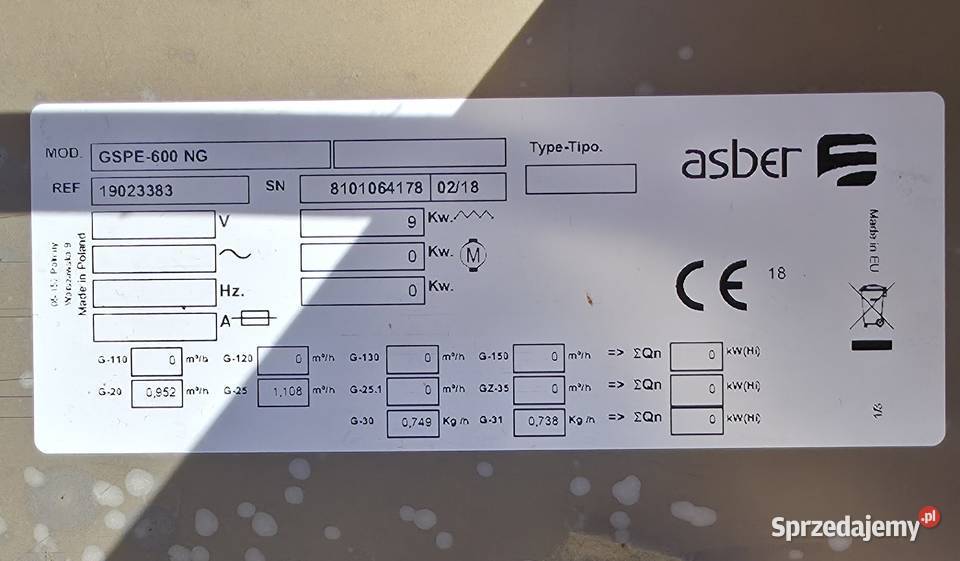 MOD. GSPE-600 NG Type-Tipo. asber
REF 19023383 SN 8101064178 02/18
V 9 Kw.
0 Kw. M
Hz. 0 Kw.
A
Warszawska 9
Made in Poland
CE 18
Made in EU
G-110 0 m³/h G-120 0 m³/h G-130 0 m³/h G-150 0 m³/h => ΣQn 0 kW(Hi)
G-20 0,952 m³/h G-25 1,108 m³/h G-25.1 0 m³/h GZ-35 0 m³/h => ΣQn 0 kW(Hi)
G-30 0,749 Kg/h G-31 0,738 Kg/h => ΣQn 0 kW(Hi)
Sprzedajemy.pl